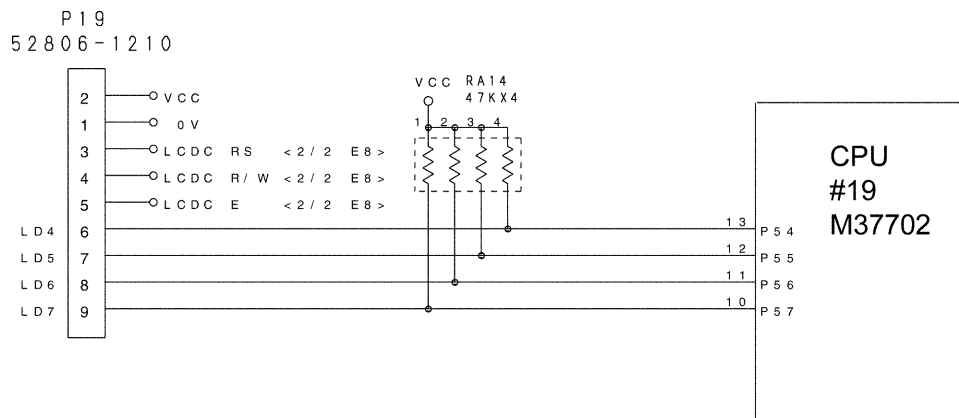 P19
52806-1210
2 VCC
1 0V
3 LCDC RS <2/2 E8>
4 LCDC R/W <2/2 E8>
5 LCDC E <2/2 E8>
VCC RA14
47KX4
1 2 3 4
CPU
#19
M37702
LD4 6 13 P54
LD5 7 12 P55
LD6 8 11 P56
LD7 9 10 P57